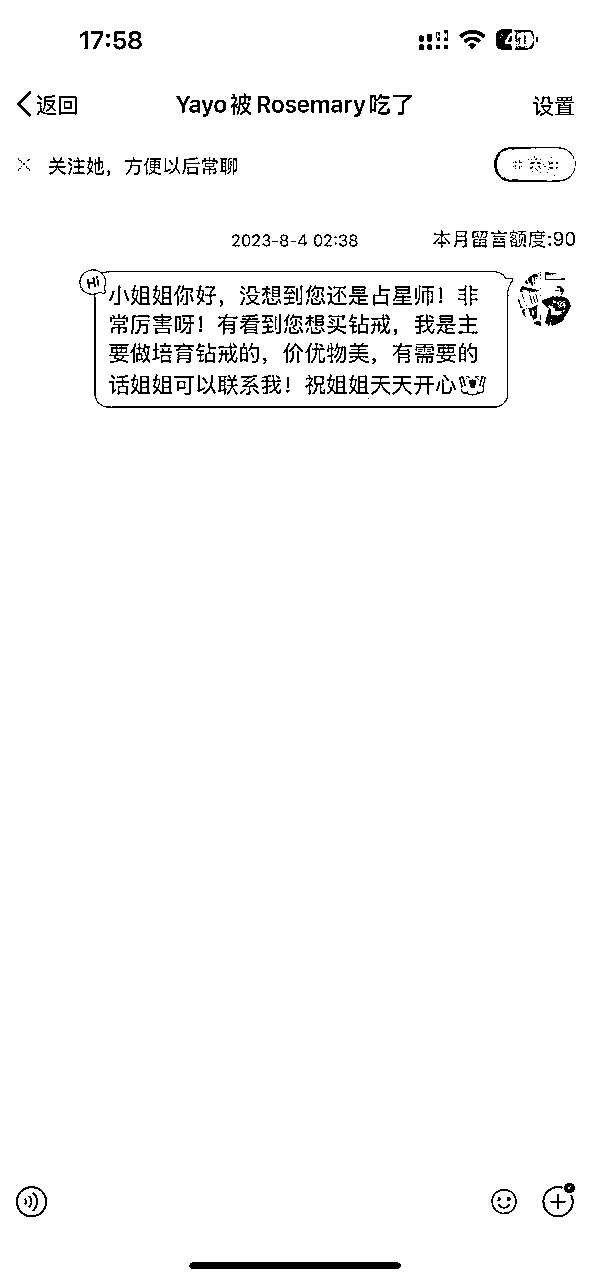 17:58
返回
Yayo被Rosemary吃了
设置
关注她，方便以后常聊
2023-8-4 02:38
本月留言额度:90
Hi
小姐姐你好，没想到您还是占星师！非
常厉害呀！有看到您想买钻戒，我是主
要做培育钻戒的，价优物美，有需要的
话姐姐可以联系我！祝姐姐天天开心